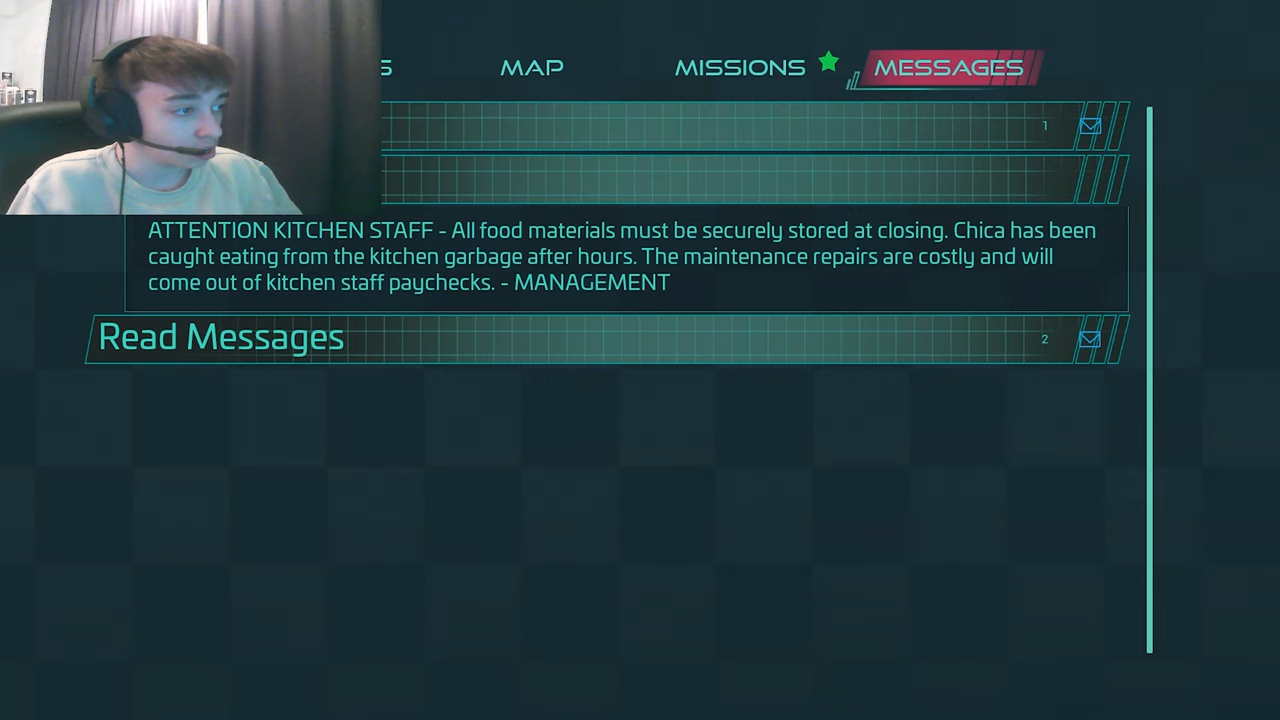 S MAP MISSIONS MESSAGES
1
ATTENTION KITCHEN STAFF - All food materials must be securely stored at closing. Chica has been
caught eating from the kitchen garbage after hours. The maintenance repairs are costly and will
come out of kitchen staff paychecks. - MANAGEMENT
Read Messages 2